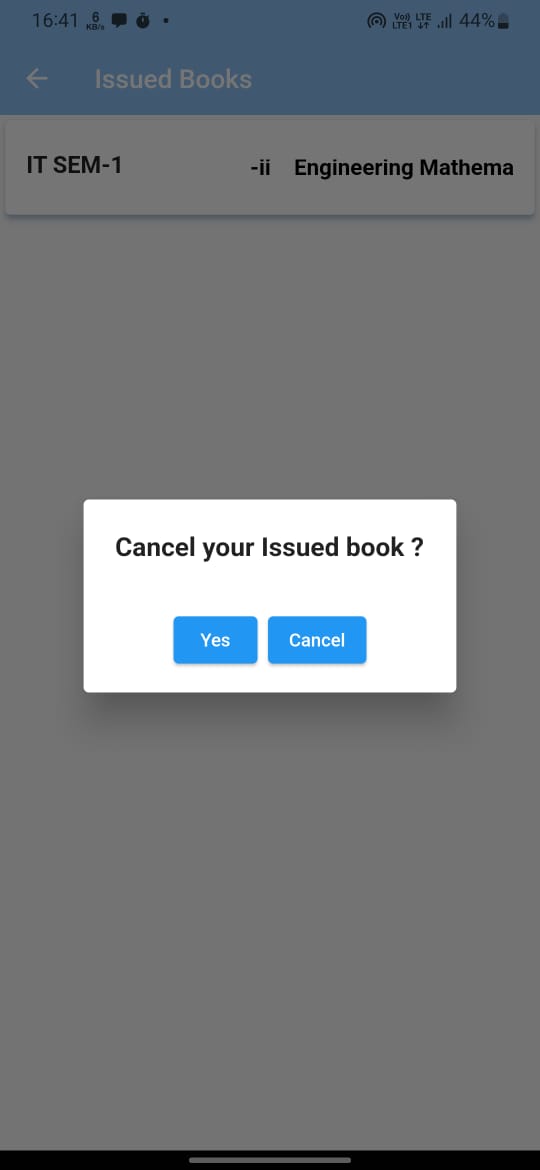 16:41 6 KB/s Vo) LTE LTE1 44%
Issued Books
IT SEM-1 -ii Engineering Mathema
Cancel your Issued book ?
Yes Cancel